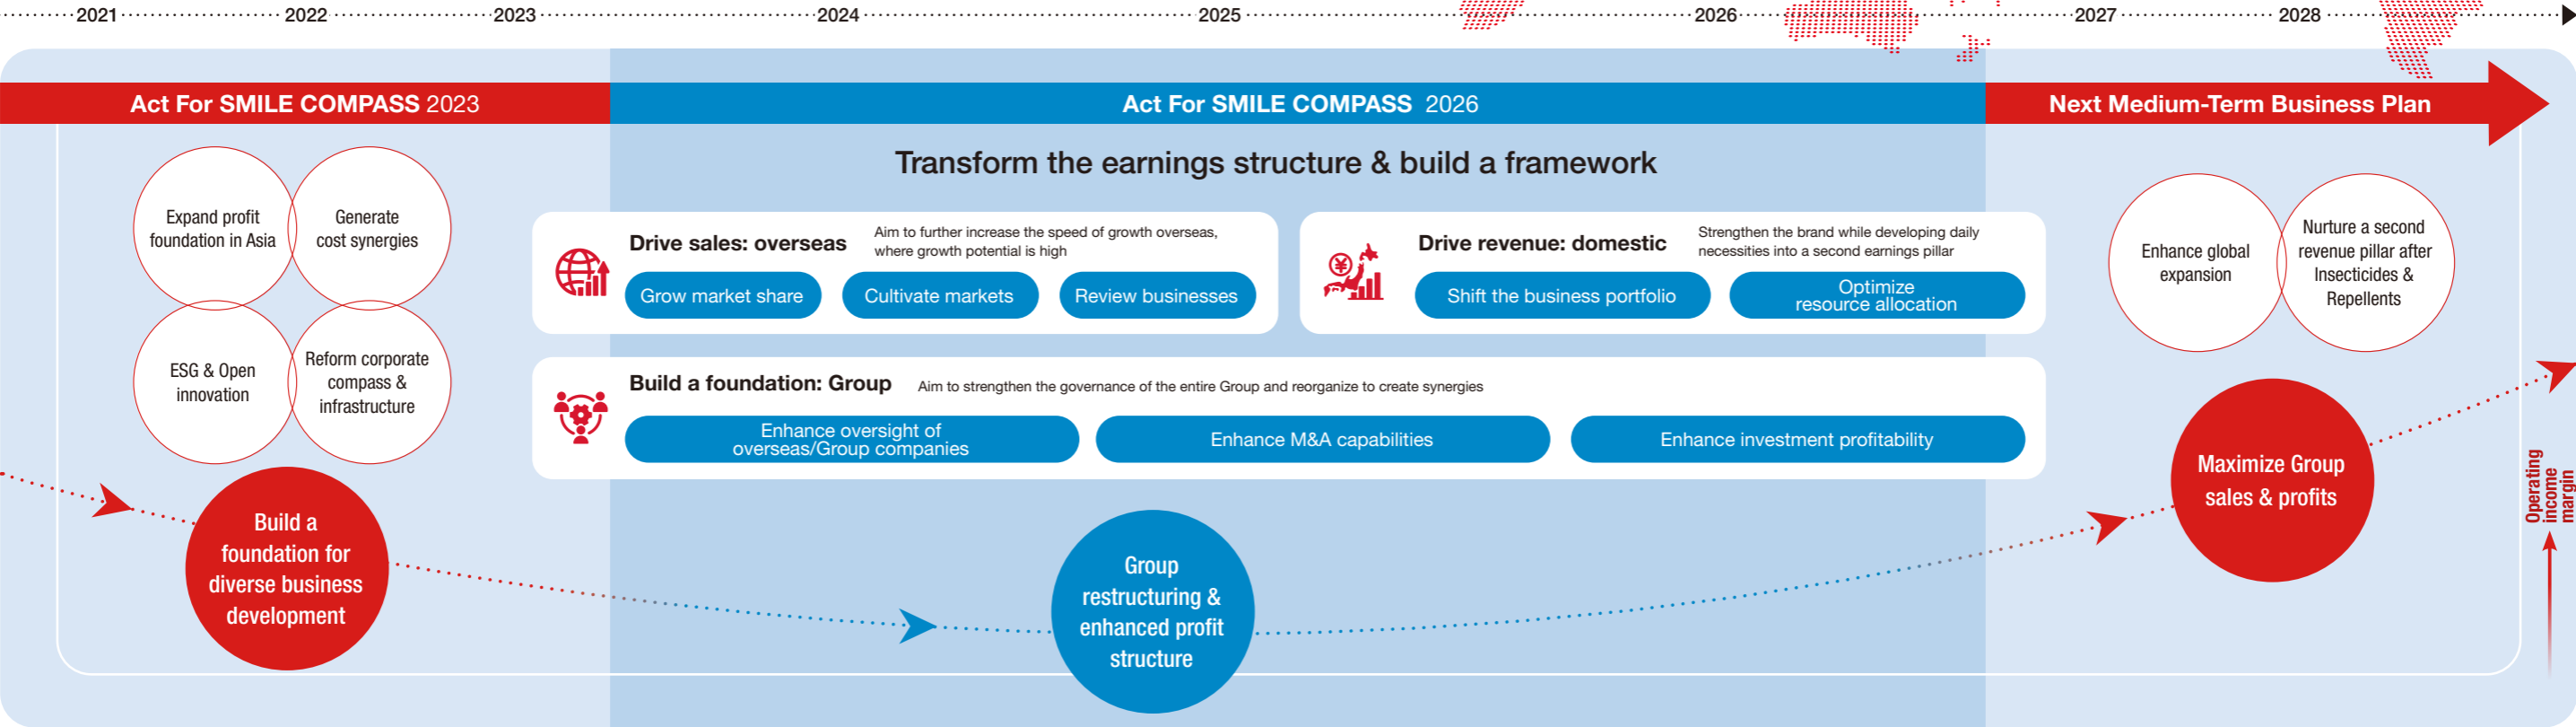 2021 2022 2023 2024 2025 2026 2027 2028
Act For SMILE COMPASS 2023
Act For SMILE COMPASS 2026
Next Medium-Term Business Plan
Expand profit
foundation in Asia
Generate
cost synergies
ESG & Open
innovation
Reform corporate
compass &
infrastructure
Build a
foundation for
diverse business
development
Transform the earnings structure & build a framework
Drive sales: overseas
Aim to further increase the speed of growth overseas,
where growth potential is high
Grow market share
Cultivate markets
Review businesses
Drive revenue: domestic
Strengthen the brand while developing daily
necessities into a second earnings pillar
Shift the business portfolio
Optimize
resource allocation
Build a foundation: Group
Aim to strengthen the governance of the entire Group and reorganize to create synergies
Enhance oversight of
overseas/Group companies
Enhance M&A capabilities
Enhance investment profitability
Group
restructuring &
enhanced profit
structure
Enhance global
expansion
Nurture a second
revenue pillar after
Insecticides &
Repellents
Maximize Group
sales & profits
Operating
income
margin
¥